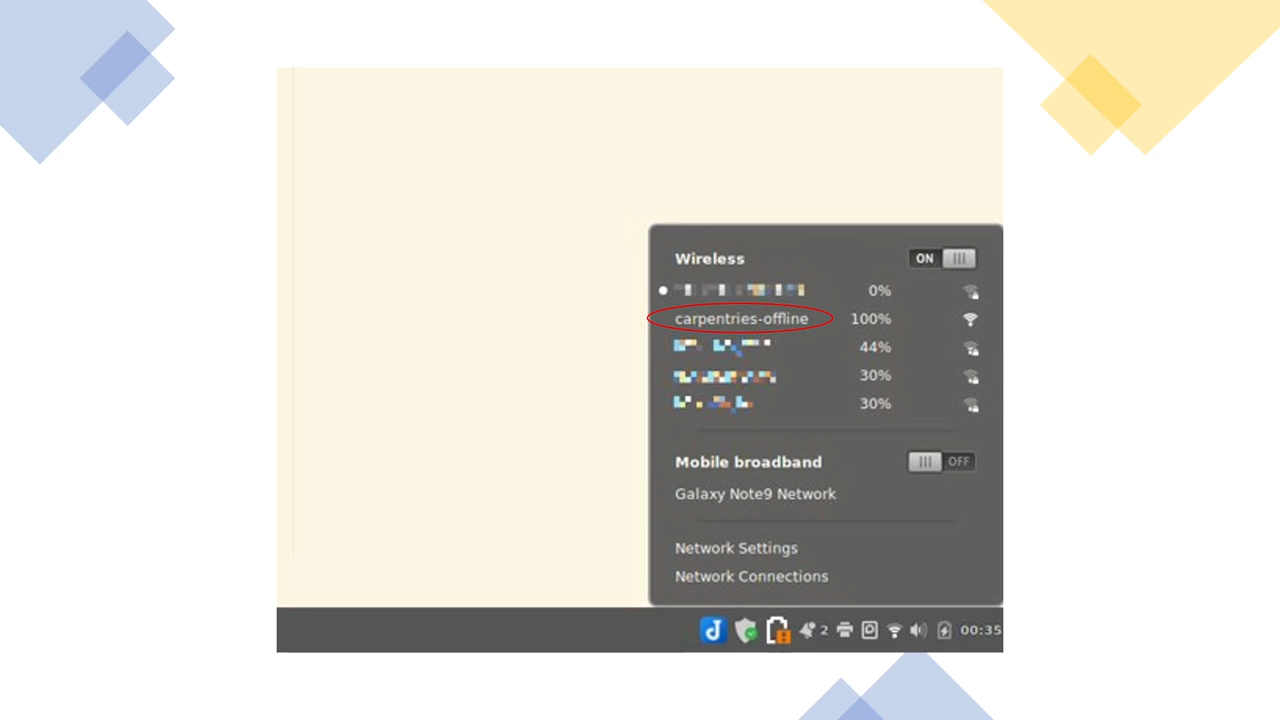 Wireless ON
0%
carpentries-offline 100%
44%
30%
30%
Mobile broadband OFF
Galaxy Note9 Network
Network Settings
Network Connections
2 00:35